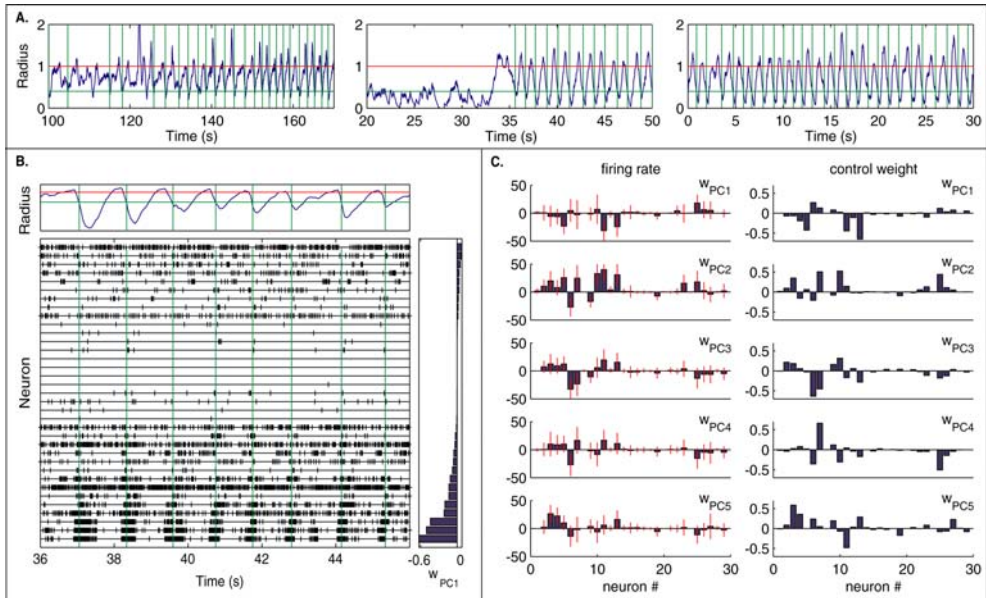 A.
Radius
2
1
0
100 120 140 160
Time (s)
2
1
0
20 25 30 35 40 45 50
Time (s)
2
1
0
0 5 10 15 20 25 30
Time (s)
B.
Radius
Neuron
36 38 40 42 44
Time (s)
-0.6 0
wPC1
C.
firing rate control weight
50 0 -50 wPC1
0.5 0 -0.5 wPC1
50 0 -50 wPC2
0.5 0 -0.5 wPC2
50 0 -50 wPC3
0.5 0 -0.5 wPC3
50 0 -50 wPC4
0.5 0 -0.5 wPC4
50 0 -50 wPC5
0.5 0 -0.5 wPC5
0 10 20 30
neuron #
0 10 20 30
neuron #